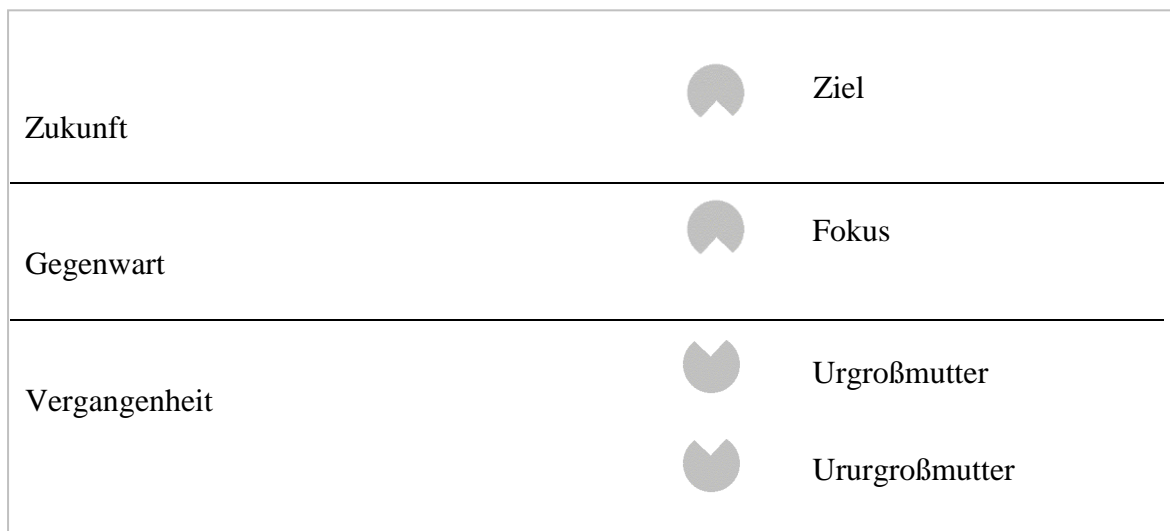 Ziel
Zukunft
Fokus
Gegenwart
Urgroßmutter
Vergangenheit
Ururgroßmutter